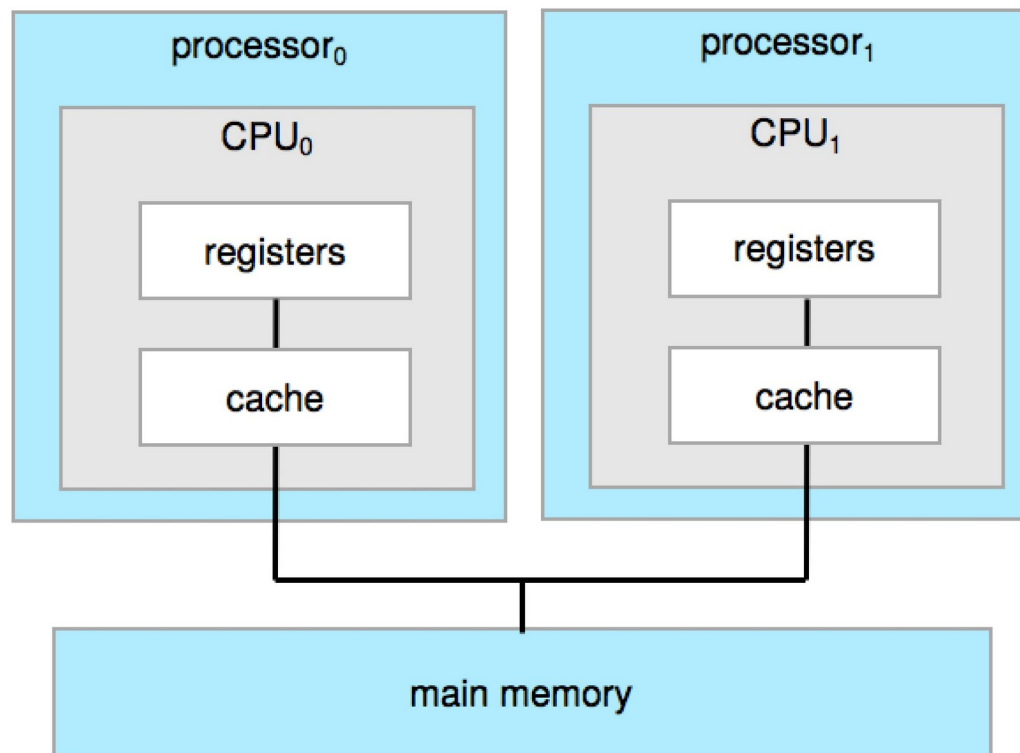 processor₀
CPU₀
registers
cache
processor₁
CPU₁
registers
cache
main memory